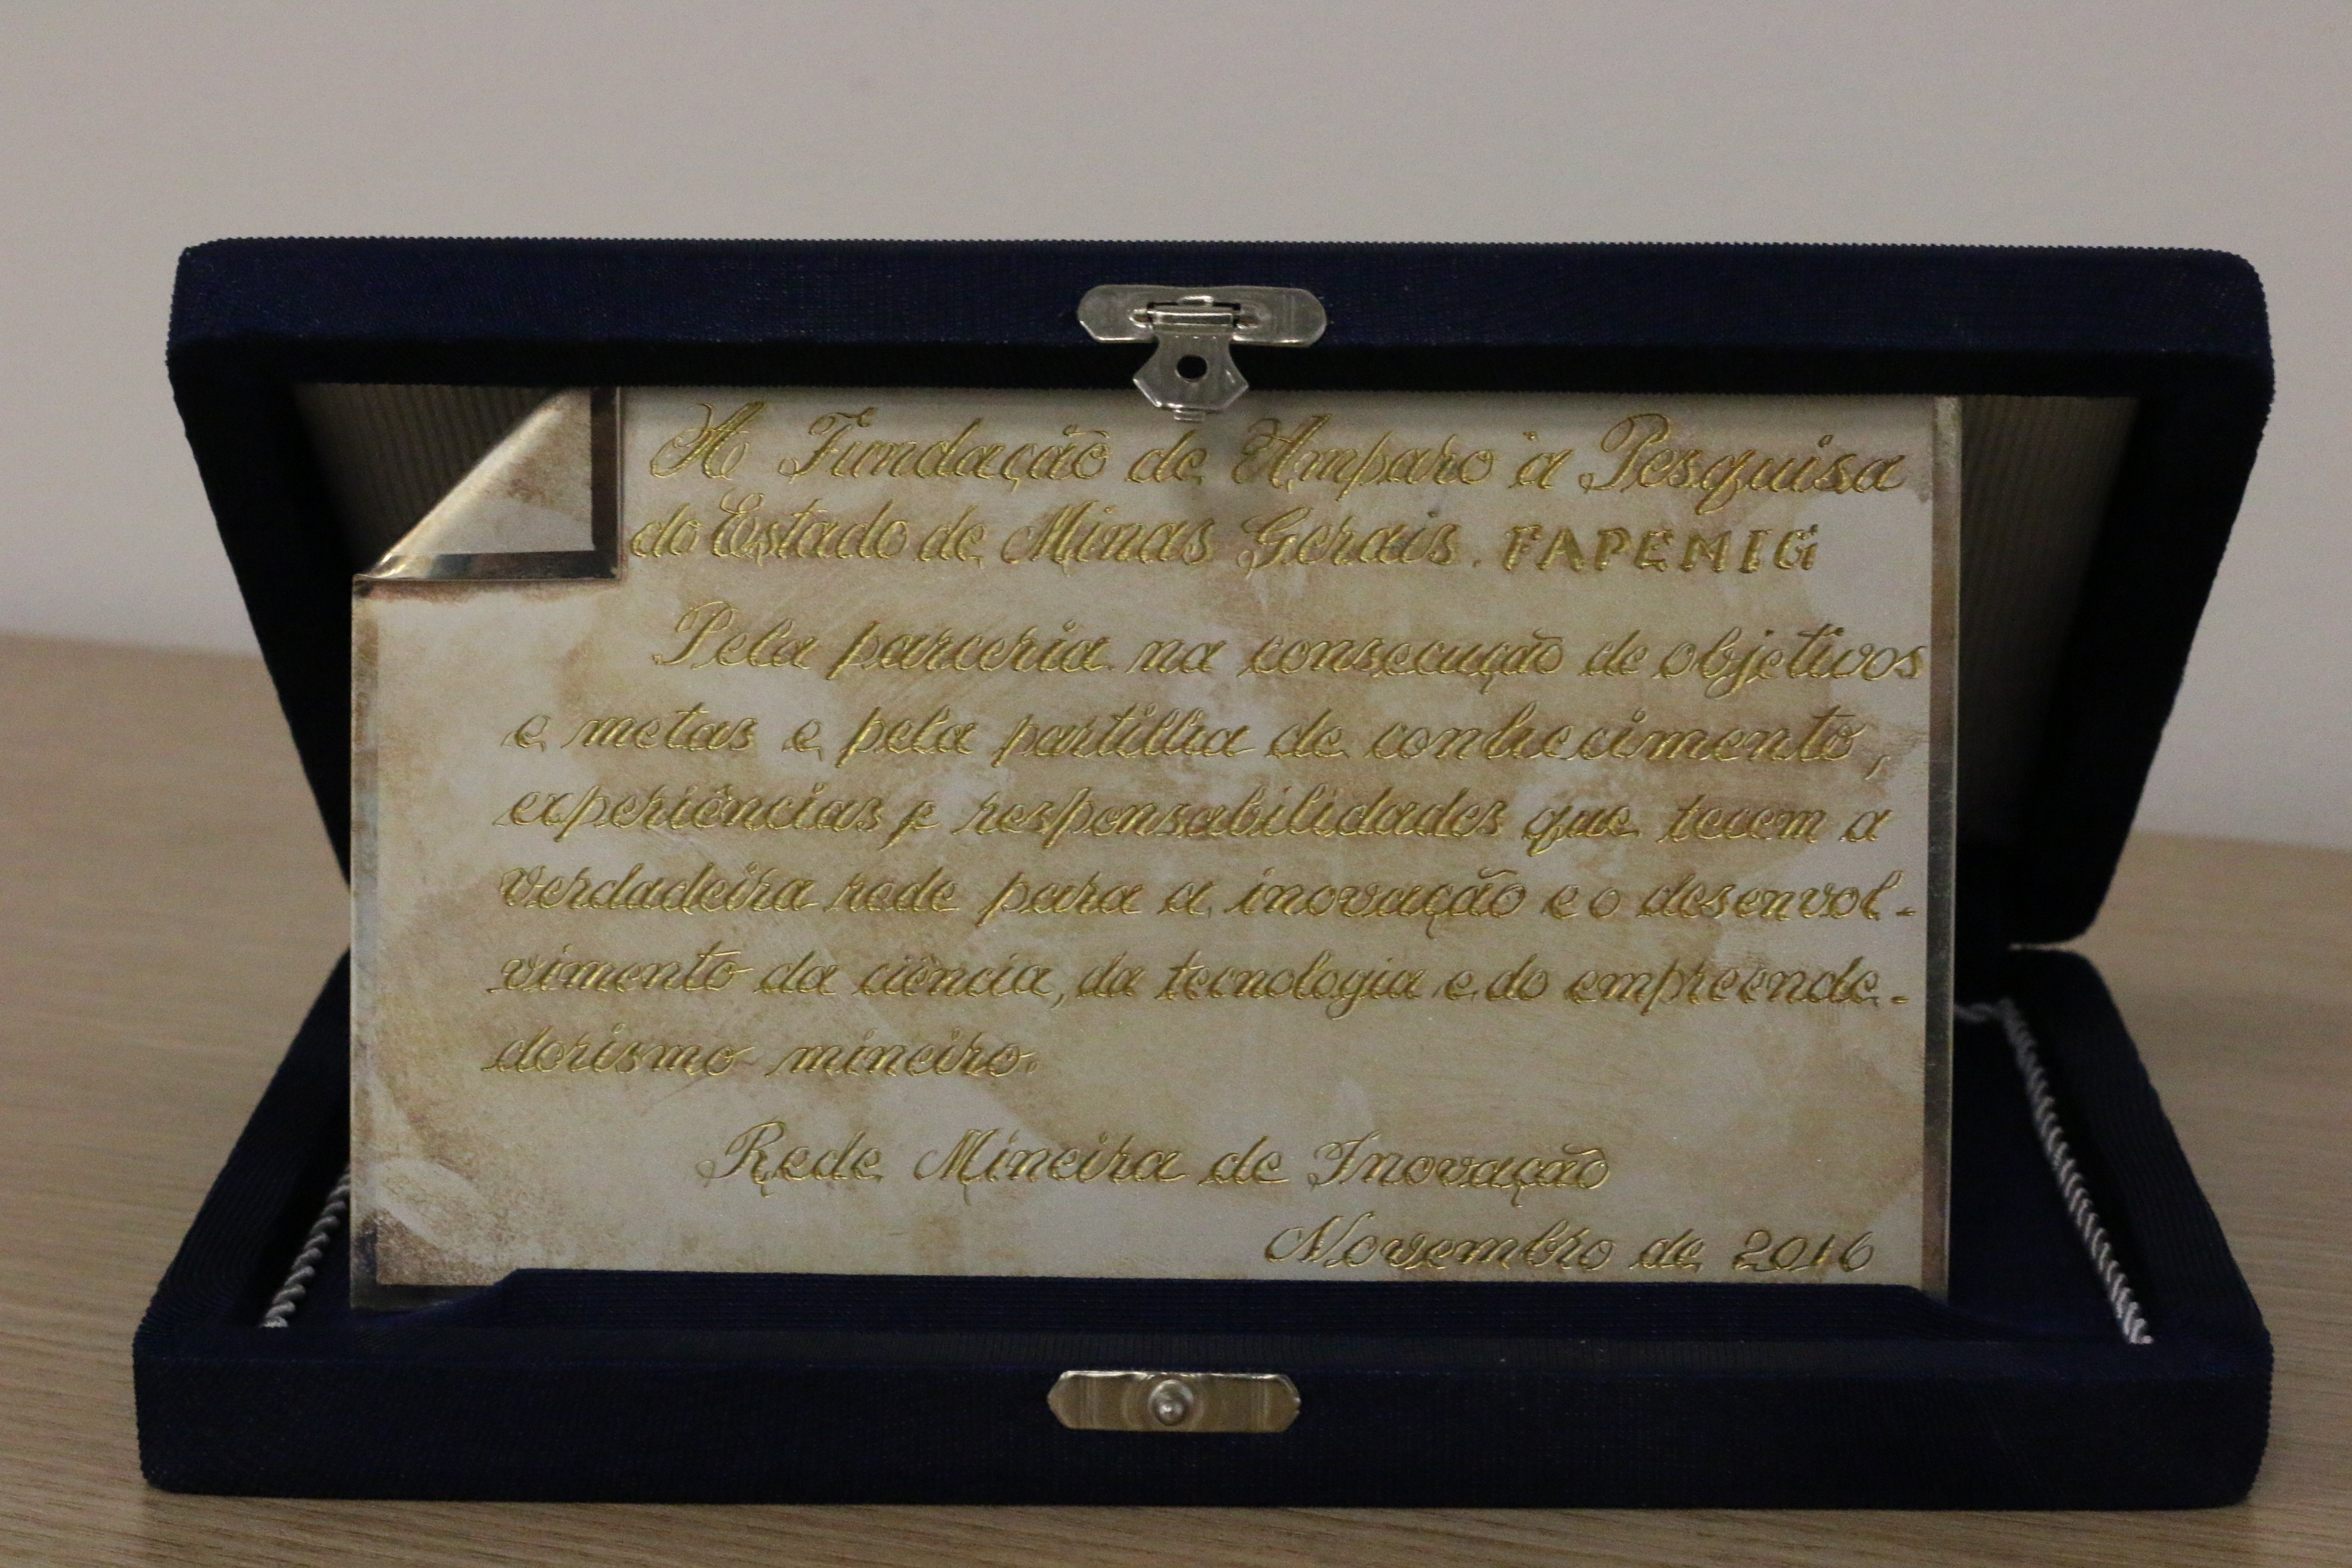 A Fundação de Amparo à Pesquisa
do Estado de Minas Gerais. FAPEMIG
Pela parceria na consecução de objetivos
e metas e pela partilha de conhecimento,
experiências e responsabilidades que tecem a
verdadeira rede para a inovação e o desenvol-
vimento da ciência, da tecnologia e do empreende-
dorismo mineiro.
Rede Mineira de Inovação
Novembro de 2016